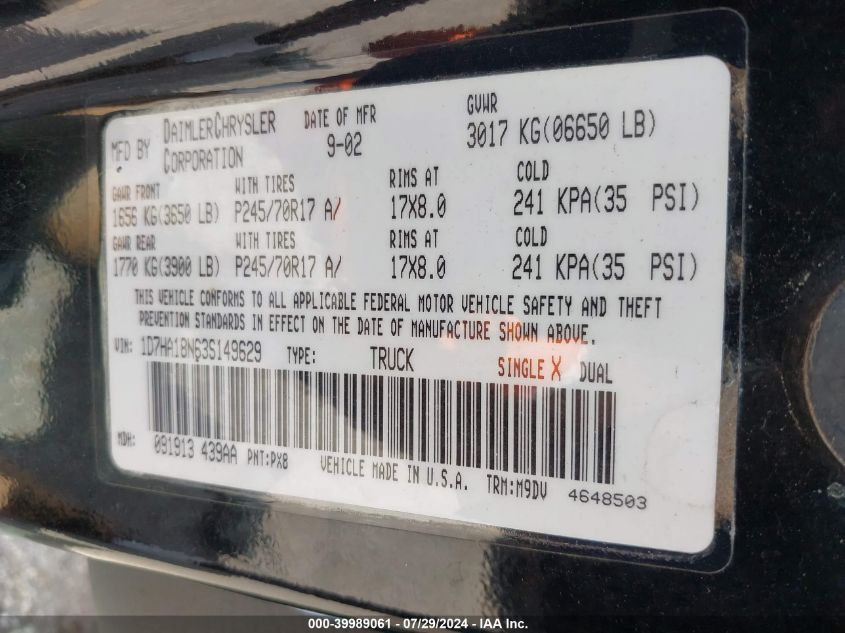 MFD BY DAIMLERCHRYSLER CORPORATION DATE OF MFR 9-02 GVWR 3017 KG(06650 LB)
GAWR FRONT WITH TIRES RIMS AT COLD
1656 KG(3650 LB) P245/70R17 A/ 17X8.0 241 KPA(35 PSI)
GAWR REAR WITH TIRES RIMS AT COLD
1770 KG(3900 LB) P245/70R17 A/ 17X8.0 241 KPA(35 PSI)
THIS VEHICLE CONFORMS TO ALL APPLICABLE FEDERAL MOTOR VEHICLE SAFETY AND THEFT
PREVENTION STANDARDS IN EFFECT ON THE DATE OF MANUFACTURE SHOWN ABOVE.
VIN: 1D7HA18N63S149629 TYPE: TRUCK SINGLE X DUAL
MDH: 091913 439AA PNT:PX8 VEHICLE MADE IN U.S.A. TRM:M9DV 4648503
000-39989061 - 07/29/2024 - IAA Inc.